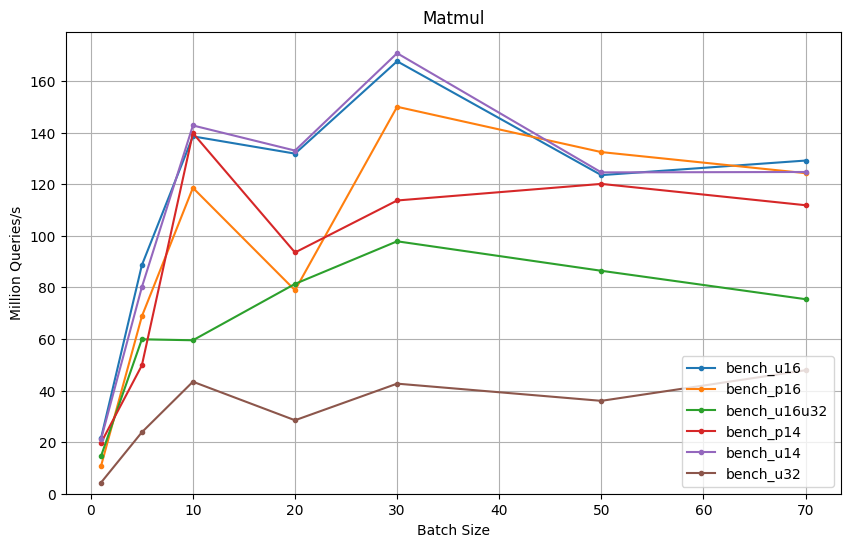 Matmul
Million Queries/s
160
140
120
100
80
60
40
20
0
0 10 20 30 40 50 60 70
Batch Size
bench_u16
bench_p16
bench_u16u32
bench_p14
bench_u14
bench_u32